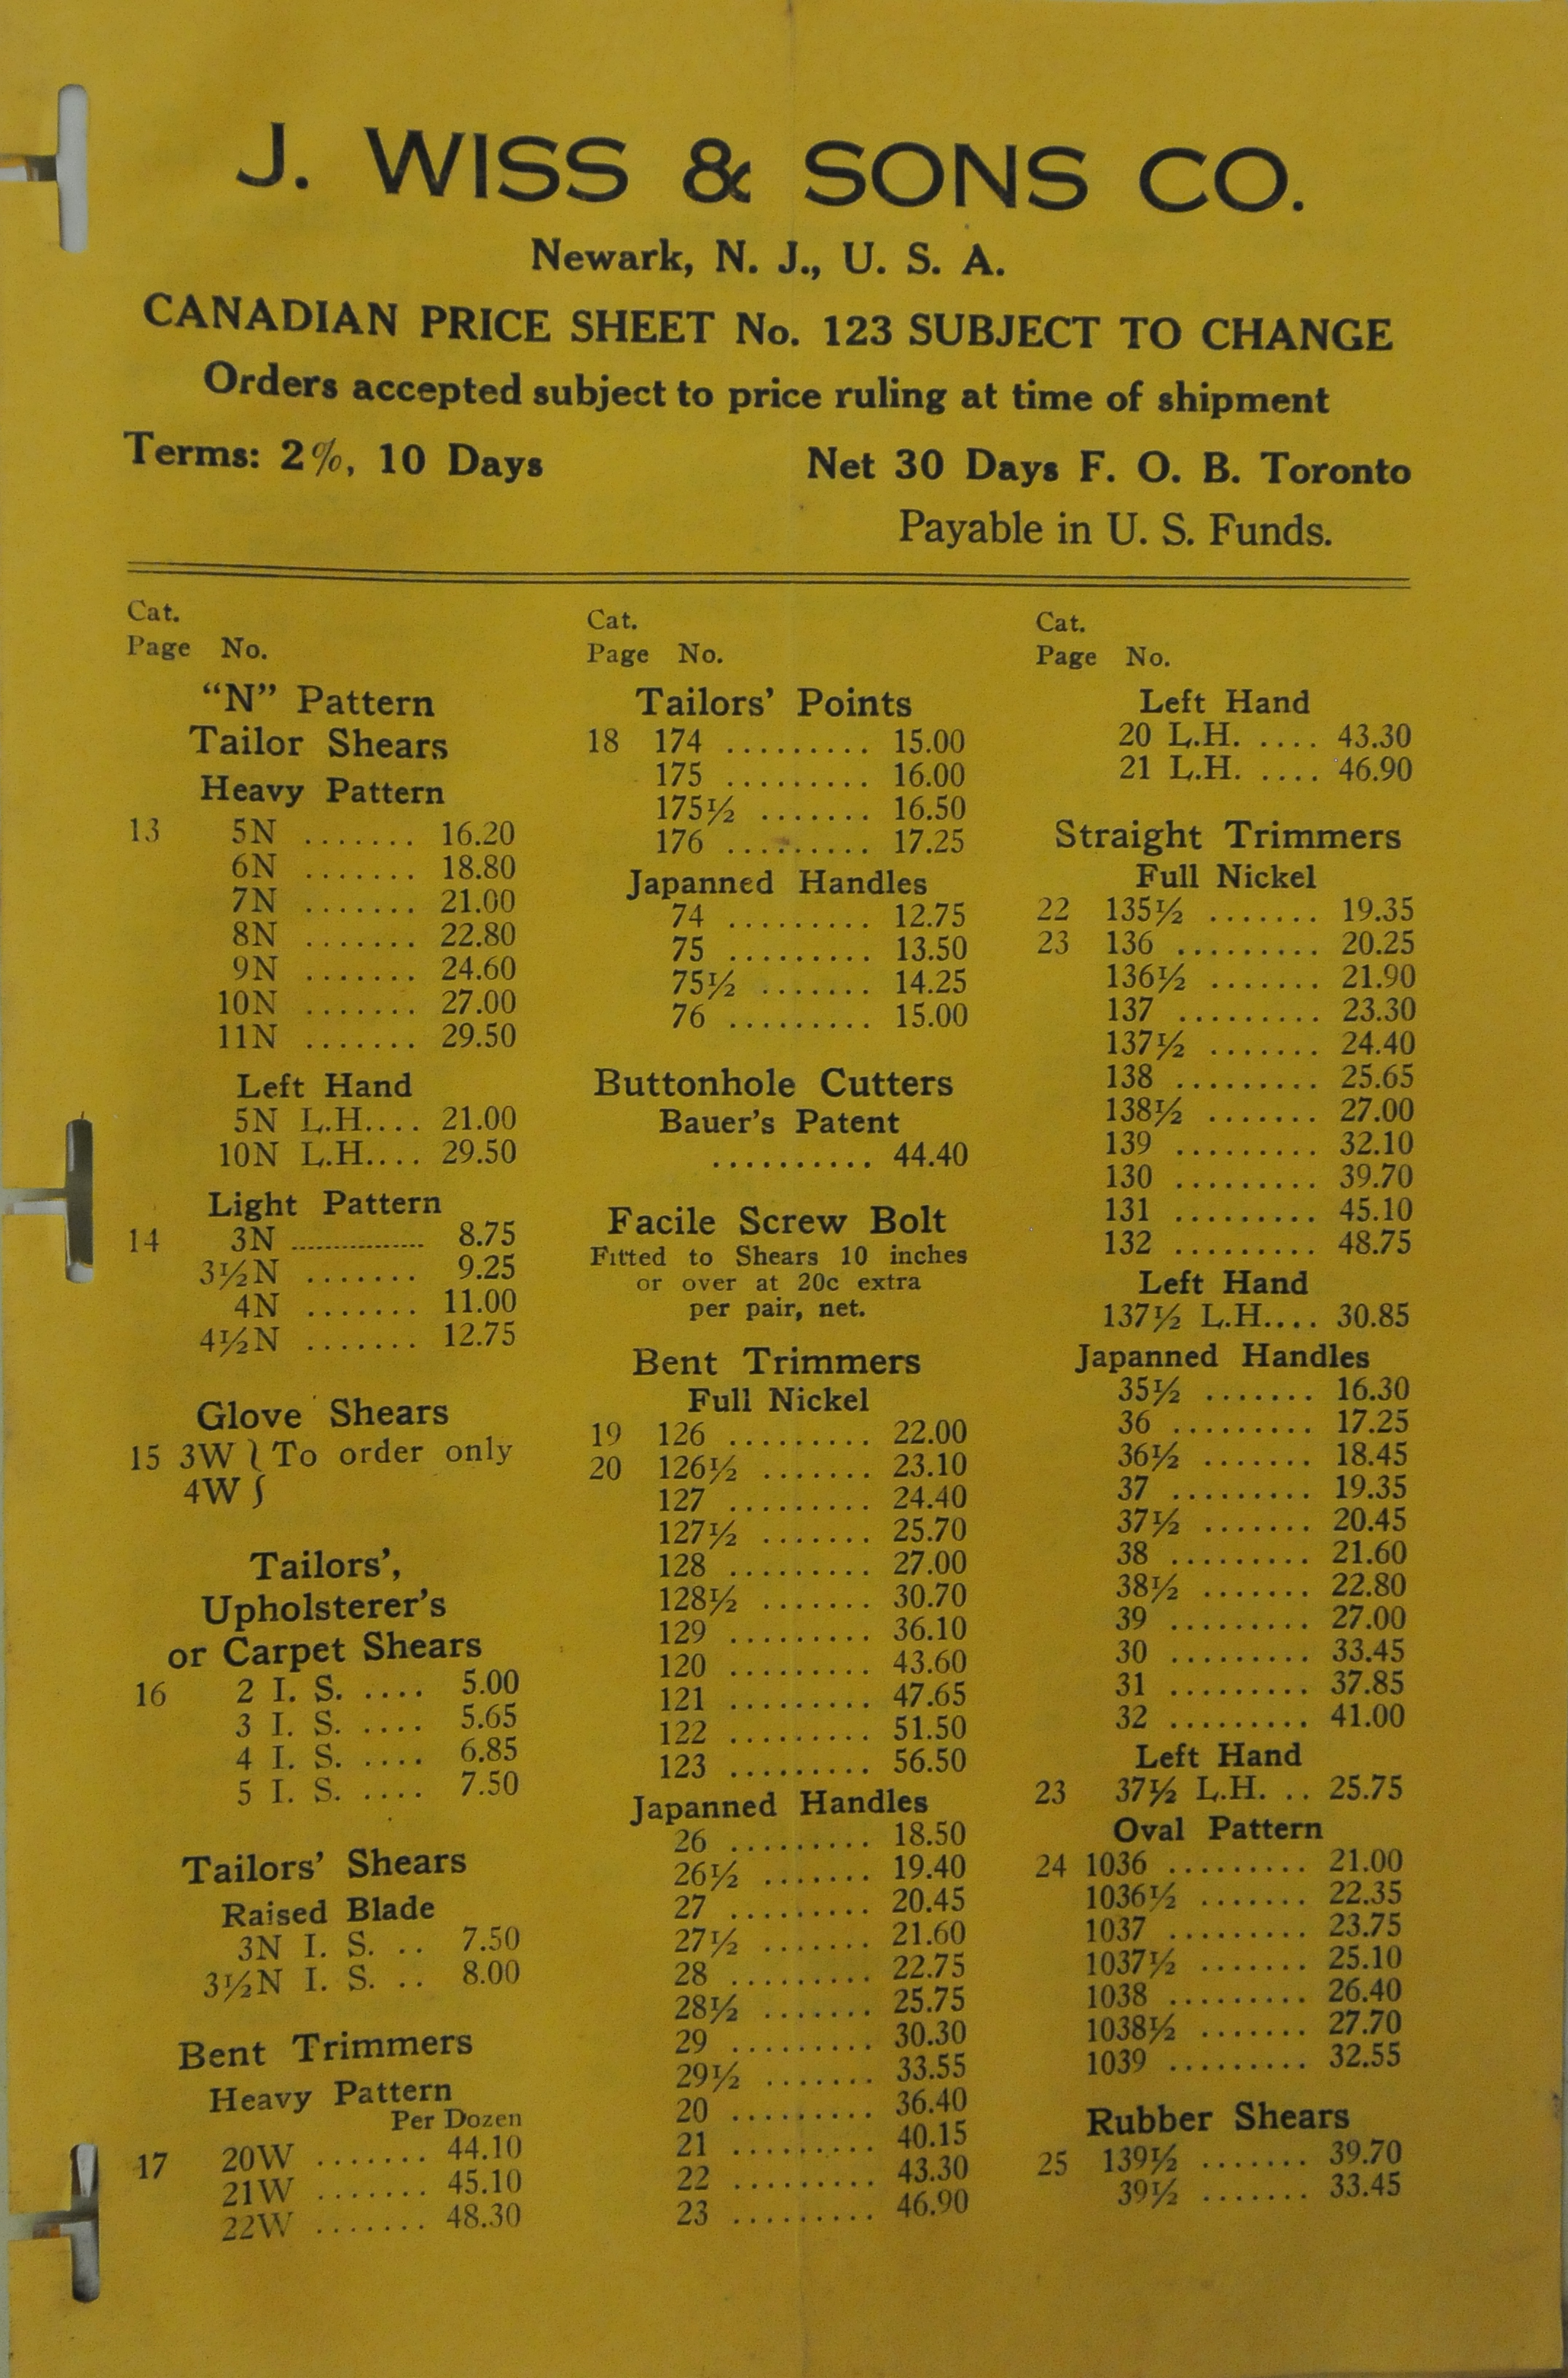 J. WISS & SONS CO.
Newark, N. J., U. S. A.
CANADIAN PRICE SHEET No. 123 SUBJECT TO CHANGE
Orders accepted subject to price ruling at time of shipment
Terms: 2%, 10 Days Net 30 Days F. O. B. Toronto
Payable in U. S. Funds.
Cat.
Page No.
"N" Pattern
Tailor Shears
Heavy Pattern
13 5N ....... 16.20
6N ....... 18.80
7N ....... 21.00
8N ....... 22.80
9N ....... 24.60
10N ....... 27.00
11N ....... 29.50
Left Hand
5N L.H.... 21.00
10N L.H.... 29.50
Light Pattern
14 3N ............... 8.75
3½N ....... 9.25
4N ....... 11.00
4½N ....... 12.75
Glove Shears
15 3W } To order only
4W }
Tailors',
Upholsterer's
or Carpet Shears
16 2 I. S. .... 5.00
3 I. S. .... 5.65
4 I. S. .... 6.85
5 I. S. .... 7.50
Tailors' Shears
Raised Blade
3N I. S. .. 7.50
3½N I. S. .. 8.00
Bent Trimmers
Heavy Pattern
Per Dozen
17 20W ....... 44.10
21W ....... 45.10
22W ....... 48.30
Cat.
Page No.
Tailors' Points
18 174 ......... 15.00
175 ......... 16.00
175½ ....... 16.50
176 ......... 17.25
Japanned Handles
74 ......... 12.75
75 ......... 13.50
75½ ....... 14.25
76 ......... 15.00
Buttonhole Cutters
Bauer's Patent
.......... 44.40
Facile Screw Bolt
Fitted to Shears 10 inches
or over at 20c extra
per pair, net.
Bent Trimmers
Full Nickel
19 126 ......... 22.00
20 126½ ....... 23.10
127 ......... 24.40
127½ ....... 25.70
128 ......... 27.00
128½ ....... 30.70
129 ......... 36.10
120 ......... 43.60
121 ......... 47.65
122 ......... 51.50
123 ......... 56.50
Japanned Handles
26 ......... 18.50
26½ ....... 19.40
27 ......... 20.45
27½ ....... 21.60
28 ......... 22.75
28½ ....... 25.75
29 ......... 30.30
29½ ....... 33.55
20 ......... 36.40
21 ......... 40.15
22 ......... 43.30
23 ......... 46.90
Cat.
Page No.
Left Hand
20 L.H. .... 43.30
21 L.H. .... 46.90
Straight Trimmers
Full Nickel
22 135½ ....... 19.35
23 136 ......... 20.25
136½ ....... 21.90
137 ......... 23.30
137½ ....... 24.40
138 ......... 25.65
138½ ....... 27.00
139 ......... 32.10
130 ......... 39.70
131 ......... 45.10
132 ......... 48.75
Left Hand
137½ L.H.... 30.85
Japanned Handles
35½ ....... 16.30
36 ......... 17.25
36½ ....... 18.45
37 ......... 19.35
37½ ....... 20.45
38 ......... 21.60
38½ ....... 22.80
39 ......... 27.00
30 ......... 33.45
31 ......... 37.85
32 ......... 41.00
Left Hand
23 37½ L.H. .. 25.75
Oval Pattern
24 1036 ......... 21.00
1036½ ....... 22.35
1037 ......... 23.75
1037½ ....... 25.10
1038 ......... 26.40
1038½ ....... 27.70
1039 ......... 32.55
Rubber Shears
25 139½ ....... 39.70
39½ ....... 33.45